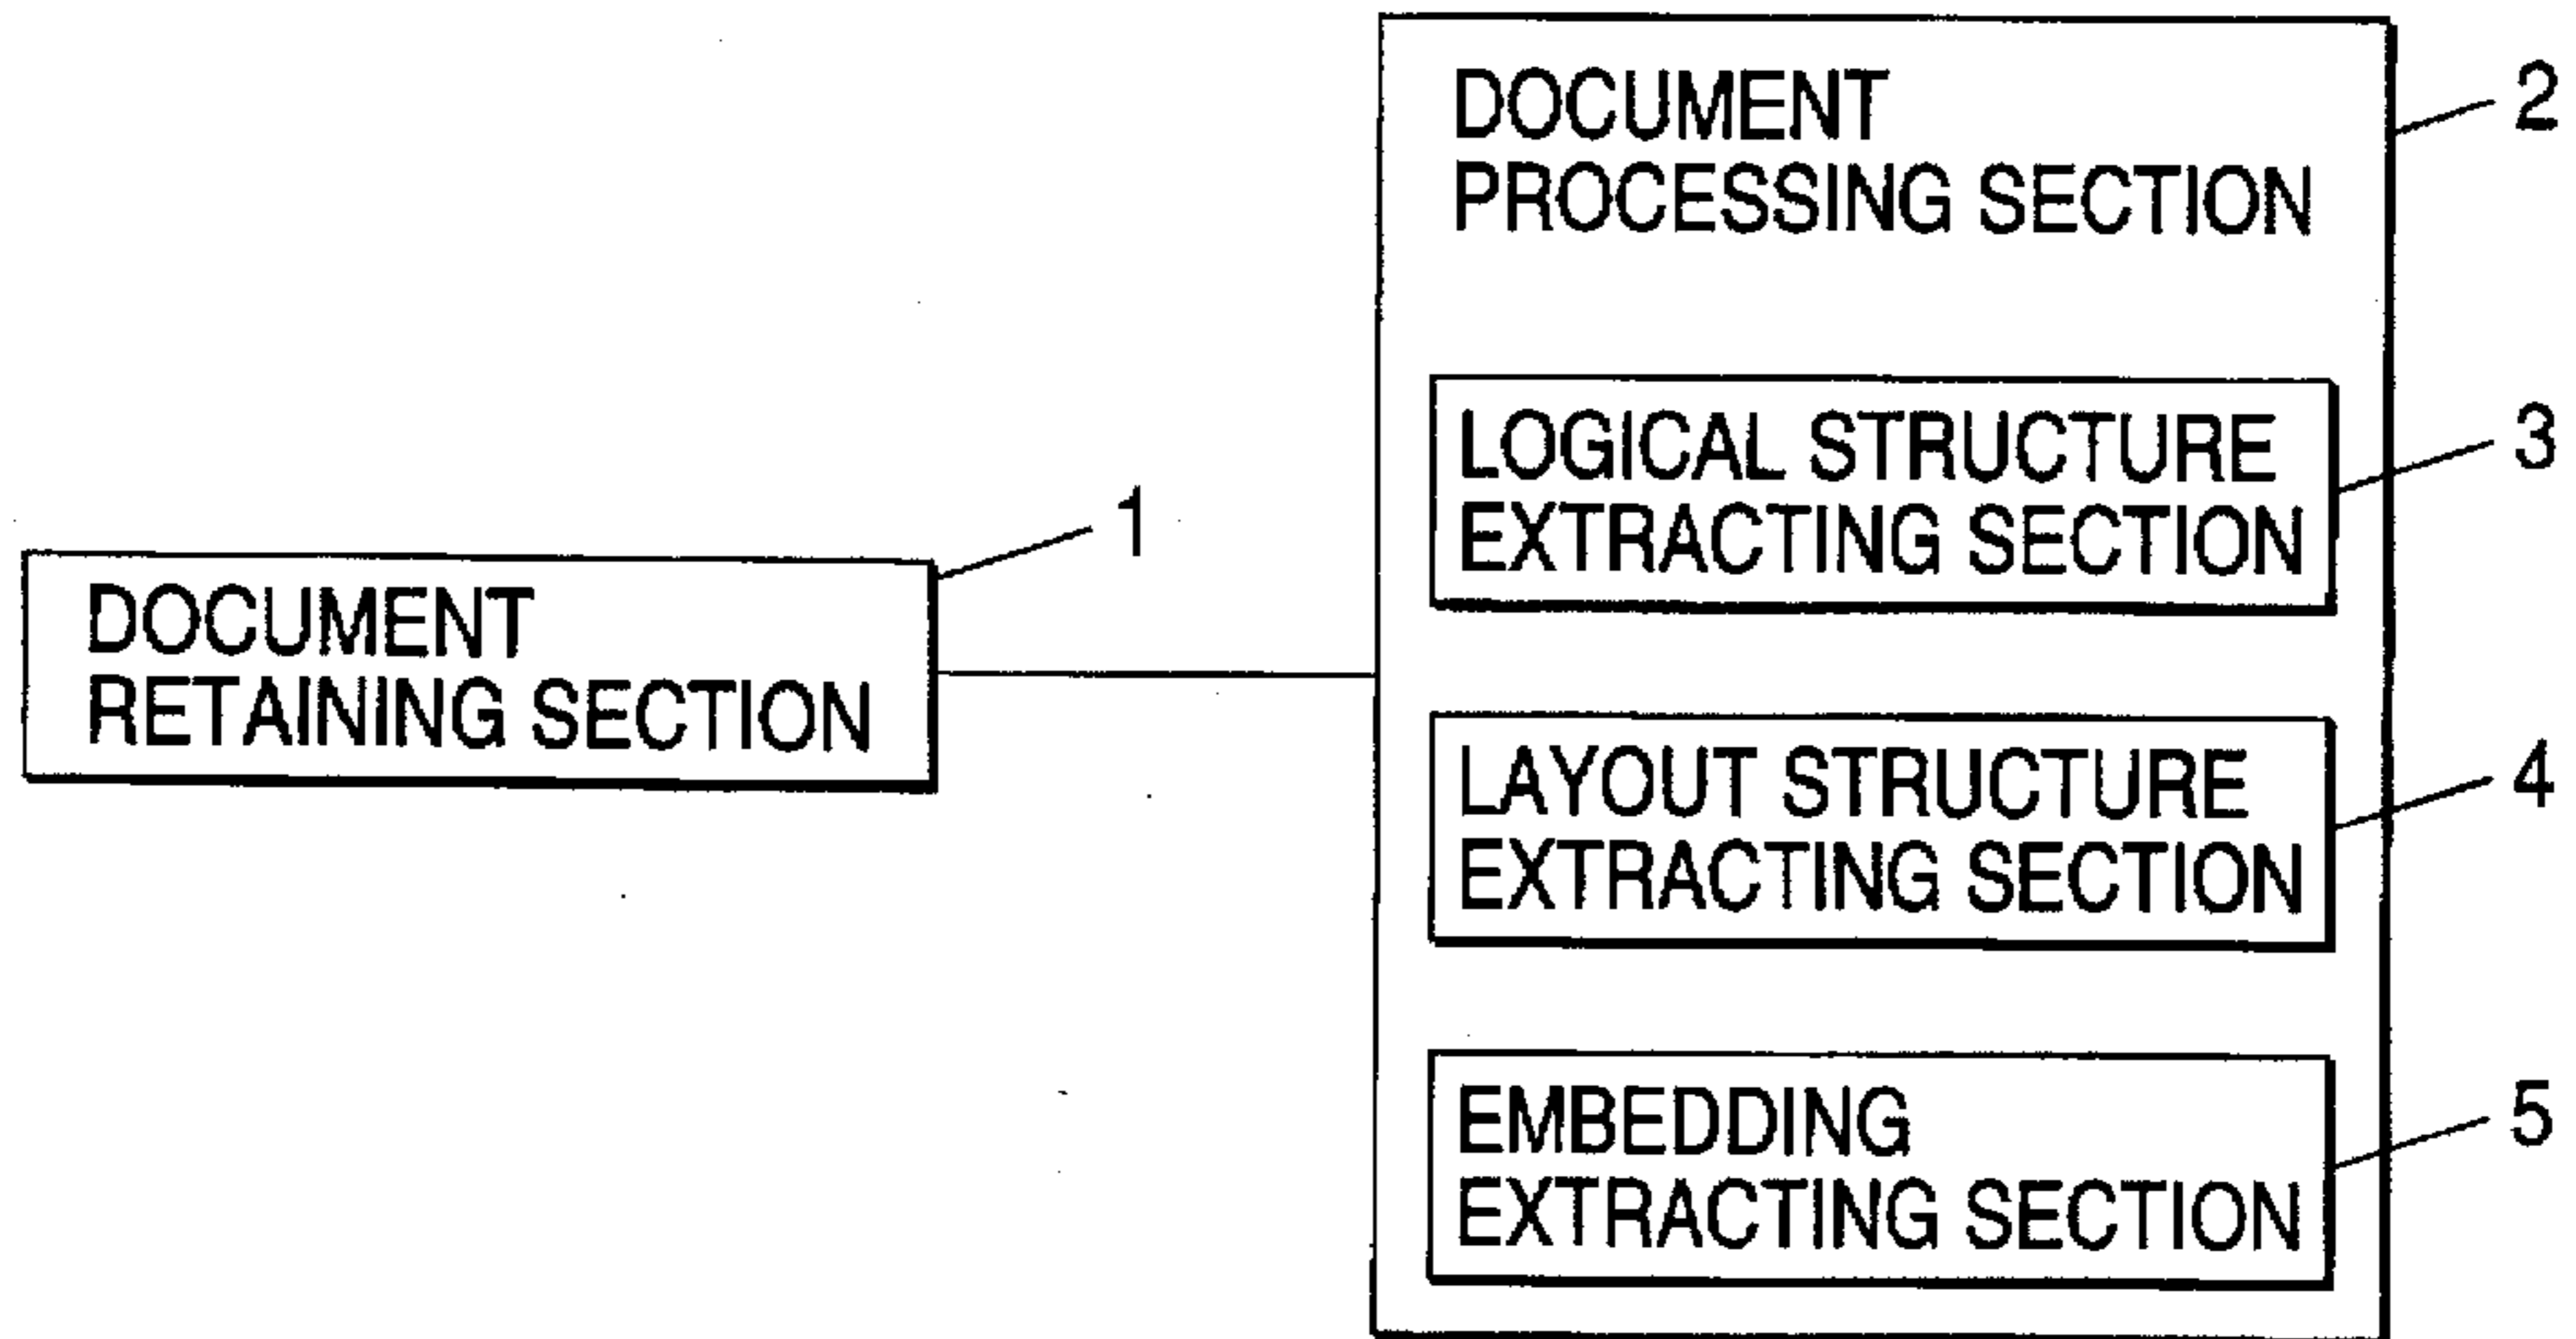 DOCUMENT
RETAINING SECTION
1
DOCUMENT
PROCESSING SECTION
2
LOGICAL STRUCTURE
EXTRACTING SECTION
3
LAYOUT STRUCTURE
EXTRACTING SECTION
4
EMBEDDING
EXTRACTING SECTION
5